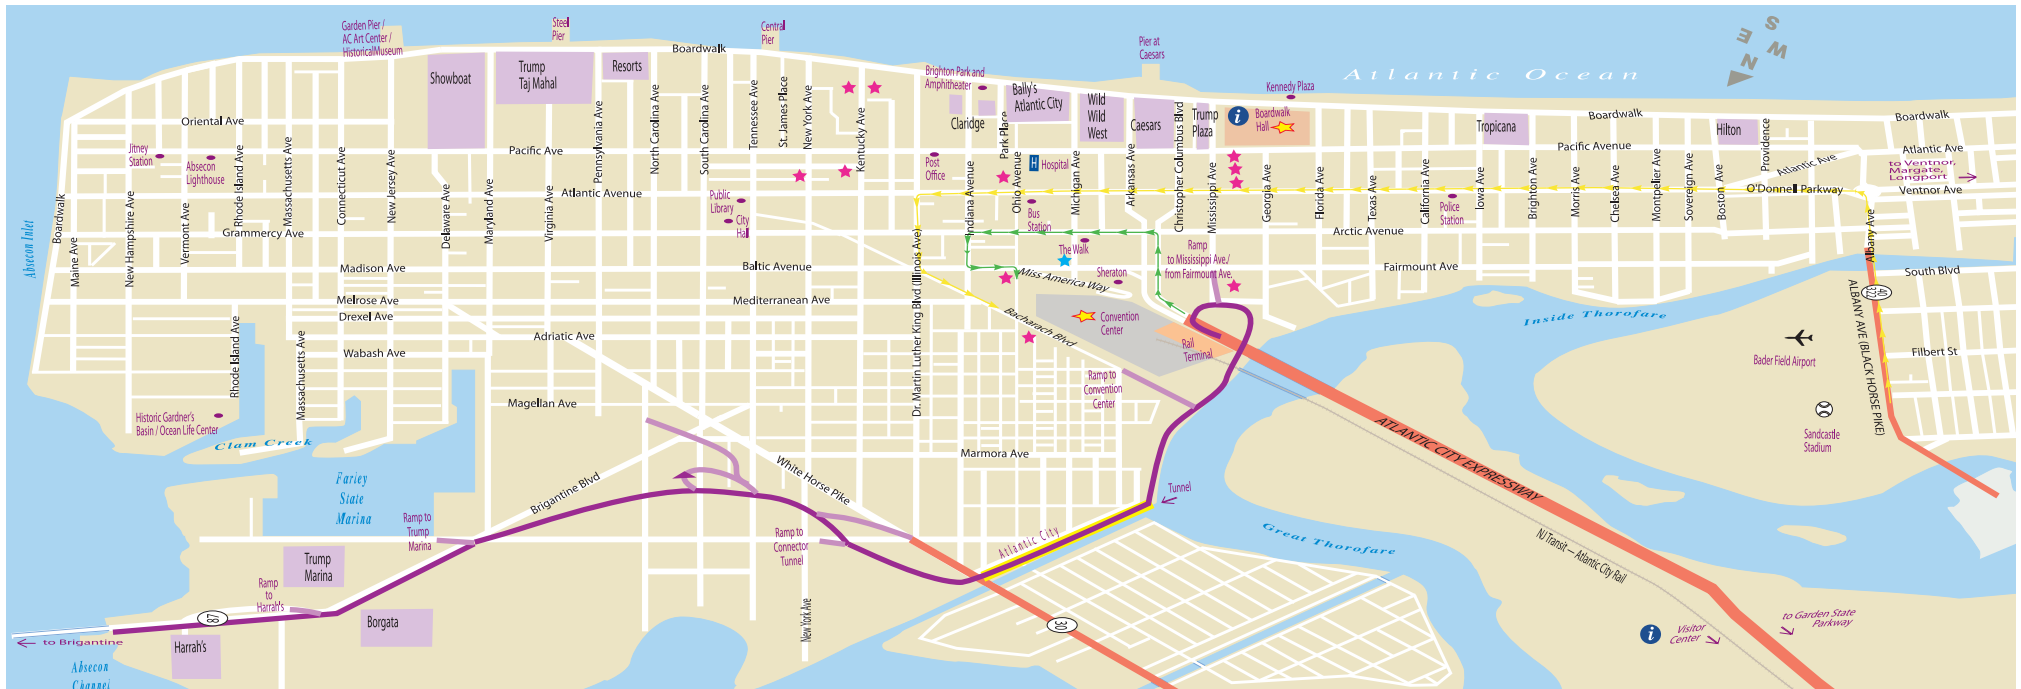 Garden Pier /
AC Art Center /
HistoricalMuseum
Steel
Pier
Central
Pier
Boardwalk
Pier at
Caesars
Atlantic Ocean
N
E
S
W
Showboat
Trump
Taj Mahal
Resorts
Brighton Park and
Amphitheater
Claridge
Bally's
Atlantic City
Wild
Wild
West
Caesars
Trump
Plaza
Kennedy Plaza
i
Boardwalk
Hall
Tropicana
Boardwalk
Hilton
Boardwalk
Oriental Ave
Pacific Ave
Pacific Avenue
Atlantic Ave
Atlantic Ave
Jitney
Station
Absecon
Lighthouse
Post
Office
H
Hospital
to Ventnor,
Margate,
Longport
Atlantic Avenue
O'Donnell Parkway
Ventnor Ave
Public
Library
City
Hall
Bus
Station
Police
Station
Grammercy Ave
Arctic Avenue
The Walk
Ramp
to Mississippi Ave./
from Fairmount Ave.
Madison Ave
Baltic Avenue
Miss America Way
Sheraton
Fairmount Ave
South Blvd
Melrose Ave
Mediterranean Ave
Drexel Ave
Bacharach Blvd
Convention
Center
Rail
Terminal
Inside Thorofare
40
322
Adriatic Ave
Wabash Ave
Bader Field Airport
Filbert St
Ramp to
Convention
Center
Magellan Ave
Historic Gardner's
Basin / Ocean Life Center
Clam Creek
Sandcastle
Stadium
Marmora Ave
White Horse Pike
Brigantine Blvd
Farley
State
Marina
Tunnel
ATLANTIC CITY EXPRESSWAY
Ramp to
Trump
Marina
Ramp to
Connector
Tunnel
Atlantic City
Great Thorofare
NJ Transit — Atlantic City Rail
Trump
Marina
Ramp
to
Harrah's
87
Borgata
Harrah's
to Brigantine
Absecon
Channel
30
i
Visitor
Center
to Garden State
Parkway
Absecon Inlet
Boardwalk
Maine Ave
New Hampshire Ave
Vermont Ave
Rhode Island Ave
Rhode Island Ave
Massachusetts Ave
Massachusetts Ave
Connecticut Ave
New Jersey Ave
Delaware Ave
Maryland Ave
Virginia Ave
Pennsylvania Ave
North Carolina Ave
South Carolina Ave
Tennessee Ave
St. James Place
New York Ave
New York Ave
Kentucky Ave
Dr. Martin Luther King Blvd (Illinois Ave)
Indiana Avenue
Park Place
Ohio Avenue
Michigan Ave
Arkansas Ave
Christopher Columbus Blvd
Mississippi Ave
Georgia Ave
Florida Ave
Texas Ave
California Ave
Iowa Ave
Brighton Ave
Morris Ave
Chelsea Ave
Montpelier Ave
Sovereign Ave
Boston Ave
Providence
Albany Ave
ALBANY AVE (BLACK HORSE PIKE)